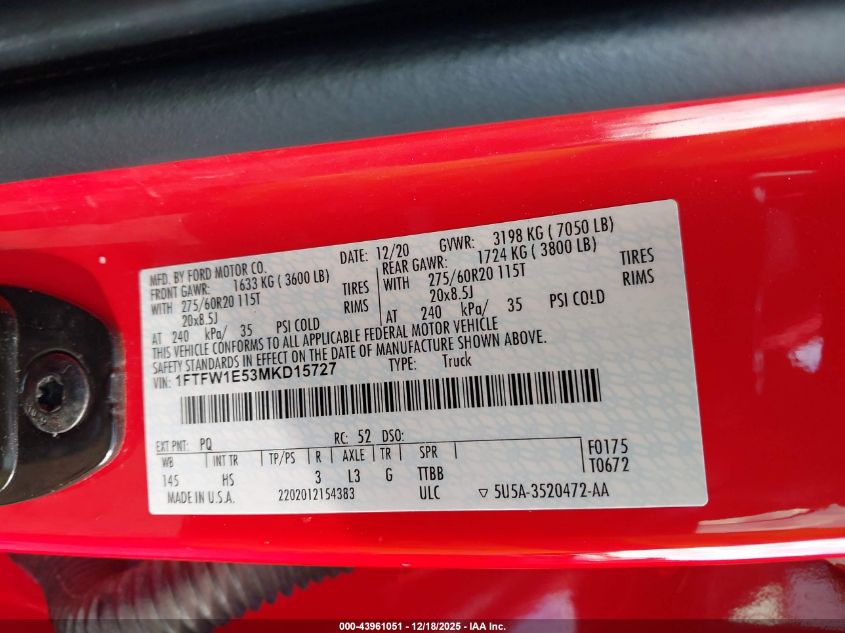 MFD. BY FORD MOTOR CO. DATE: 12/20 GVWR: 3198 KG ( 7050 LB)
FRONT GAWR: 1633 KG ( 3600 LB) REAR GAWR: 1724 KG ( 3800 LB)
WITH 275/60R20 115T TIRES WITH 275/60R20 115T TIRES
20x8.5J RIMS 20x8.5J RIMS
AT 240 kPa/ 35 PSI COLD AT 240 kPa/ 35 PSI COLD
THIS VEHICLE CONFORMS TO ALL APPLICABLE FEDERAL MOTOR VEHICLE
SAFETY STANDARDS IN EFFECT ON THE DATE OF MANUFACTURE SHOWN ABOVE.
VIN: 1FTFW1E53MKD15727 TYPE: Truck
EXT PNT: PQ RC: 52 DSO: F0175
WB INT TR TP/PS R AXLE TR SPR T0672
145 HS 3 L3 G TTBB
MADE IN U.S.A. 2202012154383 ULC ▽ 5U5A-3520472-AA
000-43961051 — 12/18/2025 - IAA Inc.